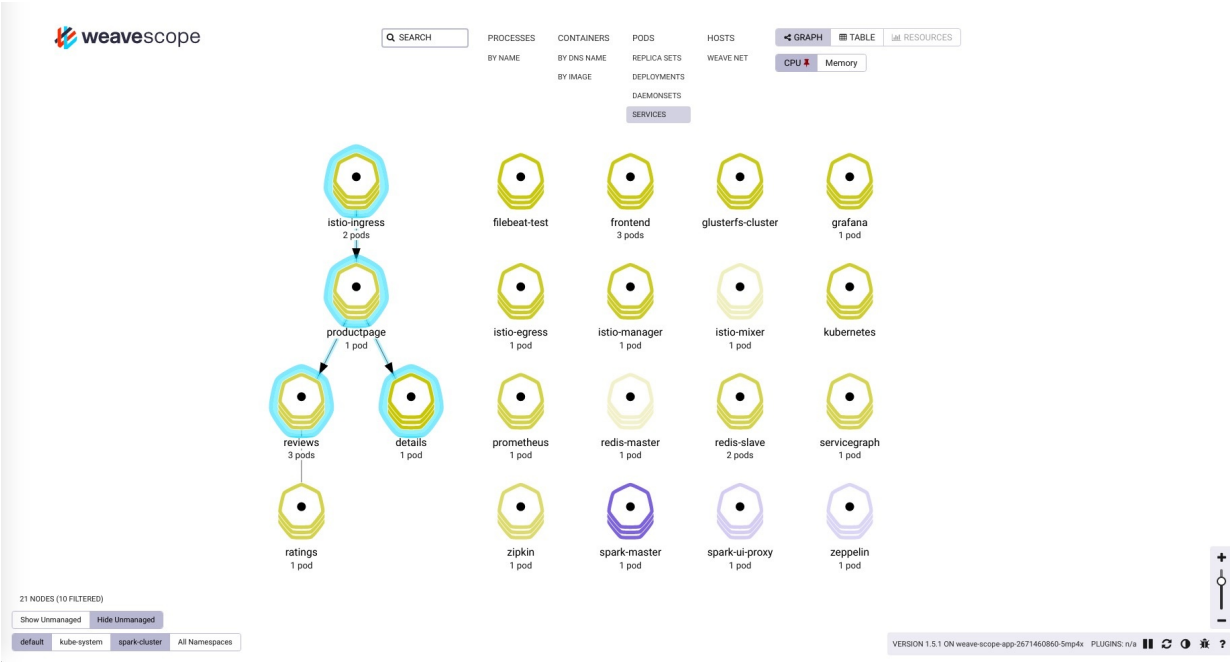 weavescope
SEARCH
PROCESSES CONTAINERS PODS HOSTS
GRAPH TABLE RESOURCES
BY NAME BY DNS NAME REPLICA SETS WEAVE NET
CPU Memory
BY IMAGE DEPLOYMENTS
DAEMONSETS
SERVICES
istio-ingress filebeat-test frontend glusterfs-cluster grafana
2 pods 3 pods 1 pod
productpage istio-egress istio-manager istio-mixer kubernetes
1 pod 1 pod 1 pod 1 pod
reviews details prometheus redis-master redis-slave servicegraph
3 pods 1 pod 1 pod 1 pod 2 pods 1 pod
ratings zipkin spark-master spark-ui-proxy zeppelin
1 pod 1 pod 1 pod 1 pod 1 pod
21 NODES (10 FILTERED)
Show Unmanaged Hide Unmanaged
default kube-system spark-cluster All Namespaces
VERSION 1.5.1 ON weave-scope-app-2671460860-5mp4x PLUGINS: n/a ?